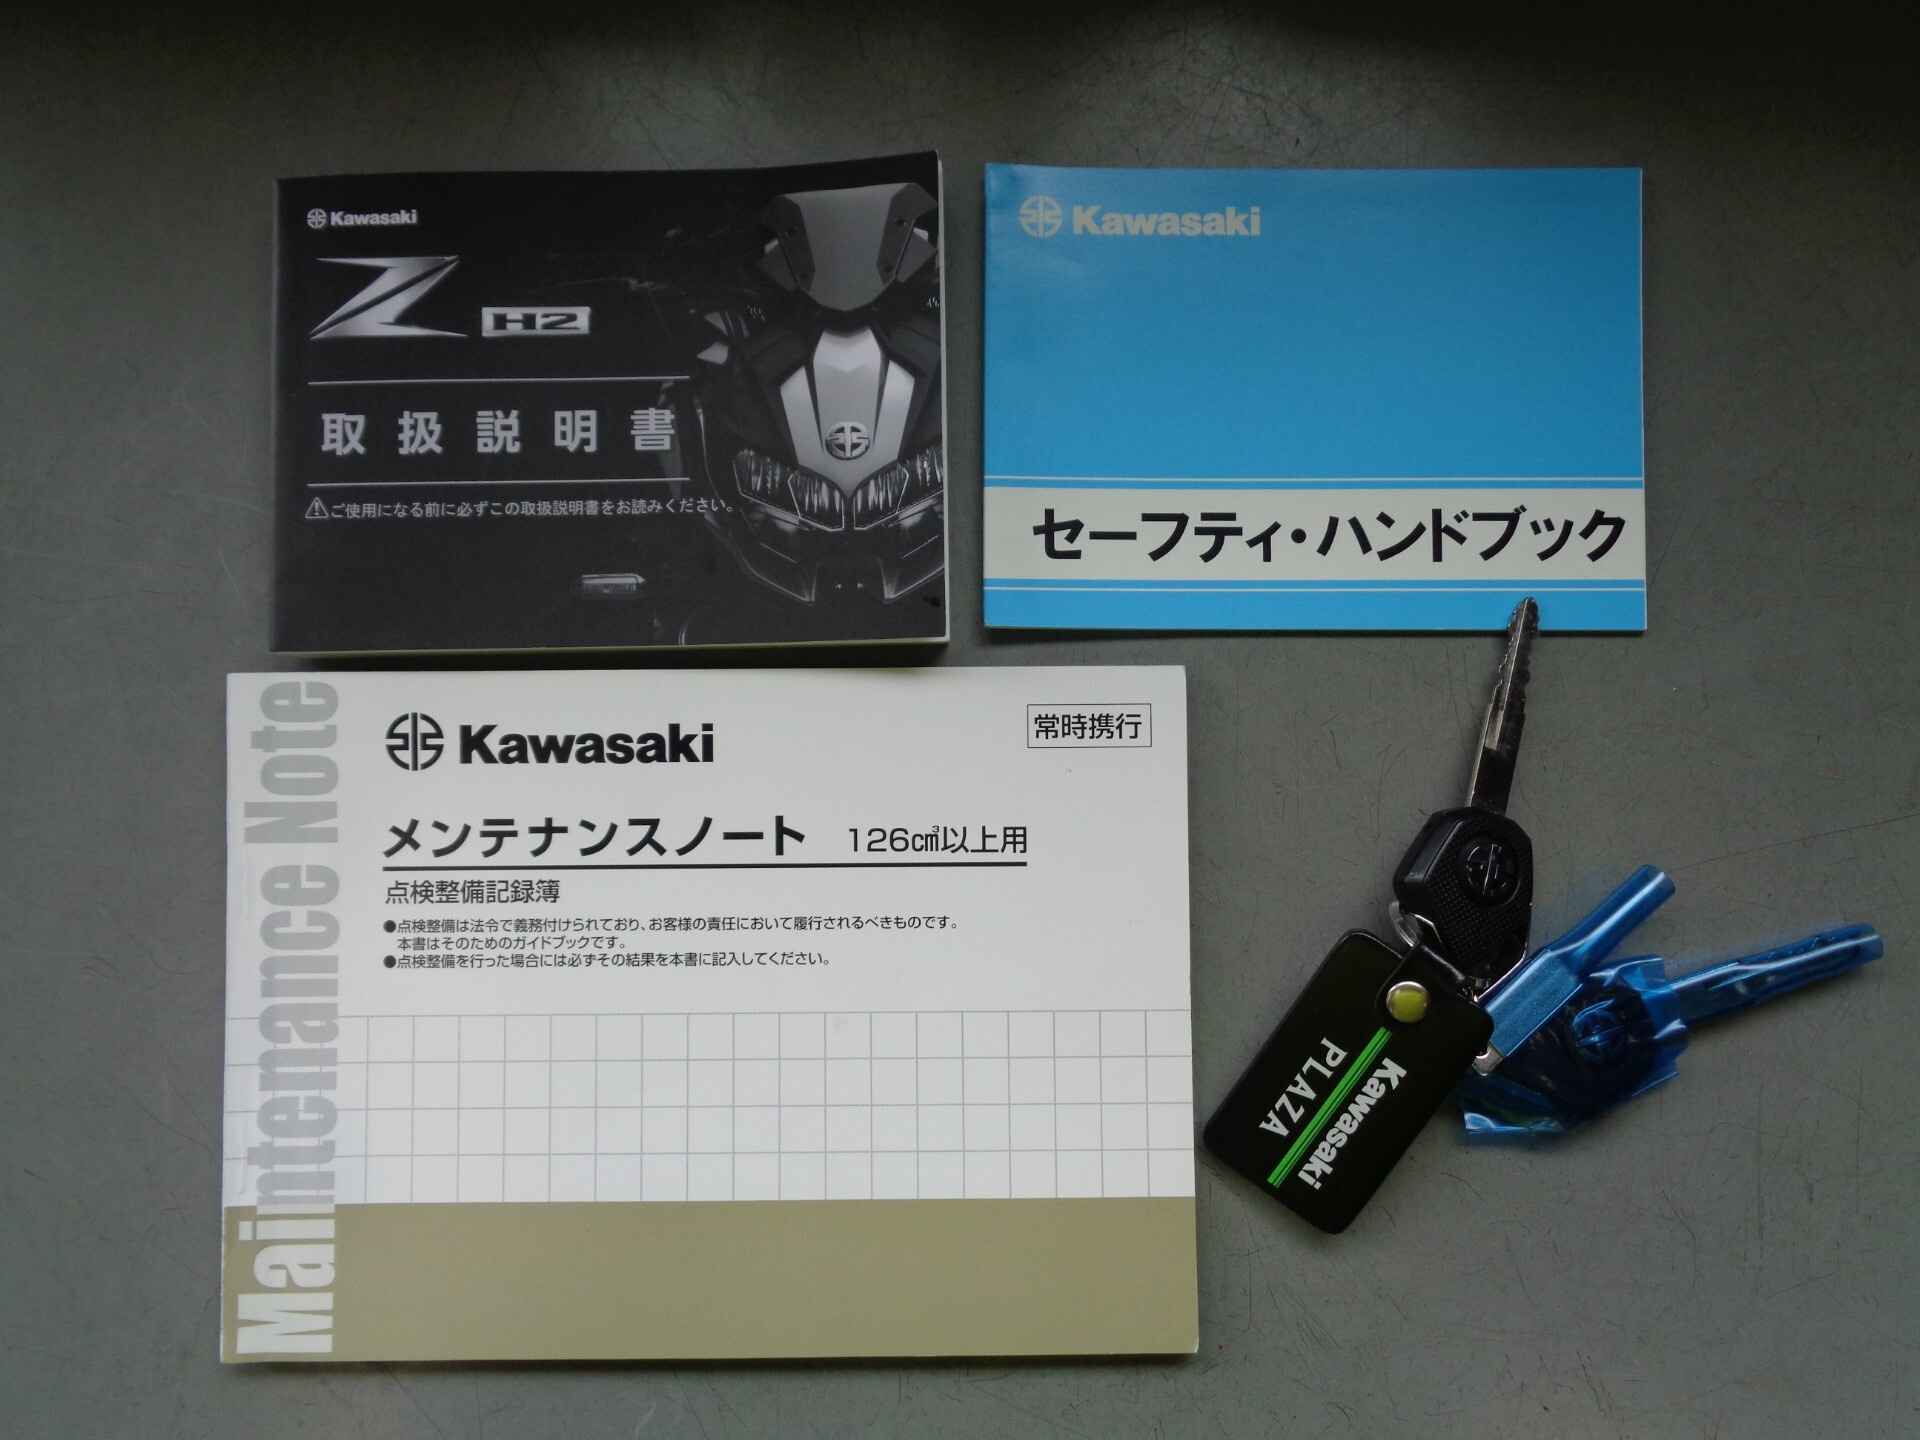 Kawasaki
Z H2
取扱説明書
⚠ご使用になる前に必ずこの取扱説明書をお読みください。
Kawasaki
セーフティ・ハンドブック
Maintenance Note
Kawasaki
常時携行
メンテナンスノート 126cm³以上用
点検整備記録簿
●点検整備は法令で義務付けられており、お客様の責任において履行されるべきものです。
本書はそのためのガイドブックです。
●点検整備を行った場合には必ずその結果を本書に記入してください。
Kawasaki
PLAZA